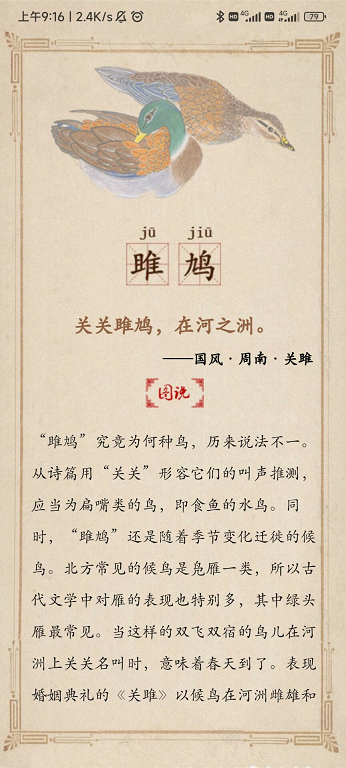 上午9:16 | 2.4K/s
4G 4G 79
jū jiū
雎鸠
关关雎鸠，在河之洲。
——国风·周南·关雎
图说
“雎鸠”究竟为何种鸟，历来说法不一。
从诗篇用“关关”形容它们的叫声推测，
应当为扁嘴类的鸟，即食鱼的水鸟。同
时，“雎鸠”还是随着季节变化迁徙的候
鸟。北方常见的候鸟是凫雁一类，所以古
代文学中对雁的表现也特别多，其中绿头
雁最常见。当这样的双飞双宿的鸟儿在河
洲上关关名叫时，意味着春天到了。表现
婚姻典礼的《关雎》以候鸟在河洲雌雄和